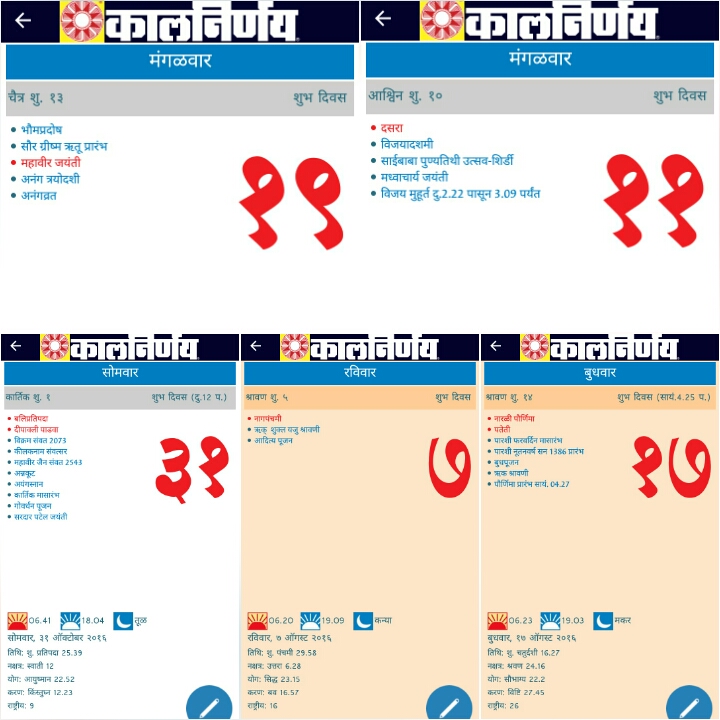 कालनिर्णय
मंगळवार
चैत्र शु. १३ शुभ दिवस
भौमप्रदोष
सौर ग्रीष्म ऋतू प्रारंभ
महावीर जयंती
अनंग त्रयोदशी
अनंगव्रत
१९
कालनिर्णय
मंगळवार
आश्विन शु. १० शुभ दिवस
दसरा
विजयादशमी
साईबाबा पुण्यतिथी उत्सव-शिर्डी
मध्वाचार्य जयंती
विजय मुहूर्त दु.2.22 पासून 3.09 पर्यंत
११
कालनिर्णय
सोमवार
कार्तिक शु. १ शुभ दिवस (दु.12 प.)
बलिप्रतिपदा
दीपावली पाडवा
विक्रम संवत 2073
कीलकनाम संवत्सर
महावीर जैन संवत 2543
अन्नकूट
अभ्यंगस्नान
कार्तिक मासारंभ
गोवर्धन पूजन
सरदार पटेल जयंती
३१
06.41 18.04 तूळ
सोमवार, ३१ ऑक्टोबर २०१६
तिथि: शु. प्रतिपदा 25.39
नक्षत्र: स्वाती 12
योग: आयुष्मान 22.52
करण: किंस्तुघ्न 12.23
राष्ट्रीय: 9
कालनिर्णय
रविवार
श्रावण शु. ५ शुभ दिवस
नागपंचमी
ऋक् शुक्ल यजु श्रावणी
आदित्य पूजन
७
06.20 19.09 कन्या
रविवार, ७ ऑगस्ट २०१६
तिथि: शु. पंचमी 29.58
नक्षत्र: उत्तरा 6.28
योग: सिद्ध 23.15
करण: बव 16.57
राष्ट्रीय: 16
कालनिर्णय
बुधवार
श्रावण शु. १४ शुभ दिवस (सायं.4.25 प.)
नारळी पौर्णिमा
पतेती
पारशी फरवर्दिन मासारंभ
पारशी नूतनवर्ष सन 1386 प्रारंभ
बुधपूजन
ऋक श्रावणी
पौर्णिमा प्रारंभ सायं. 04.27
१७
06.23 19.03 मकर
बुधवार, १७ ऑगस्ट २०१६
तिथि: शु. चतुर्दशी 16.27
नक्षत्र: श्रवण 24.16
योग: सौभाग्य 22.2
करण: विष्टि 27.45
राष्ट्रीय: 26